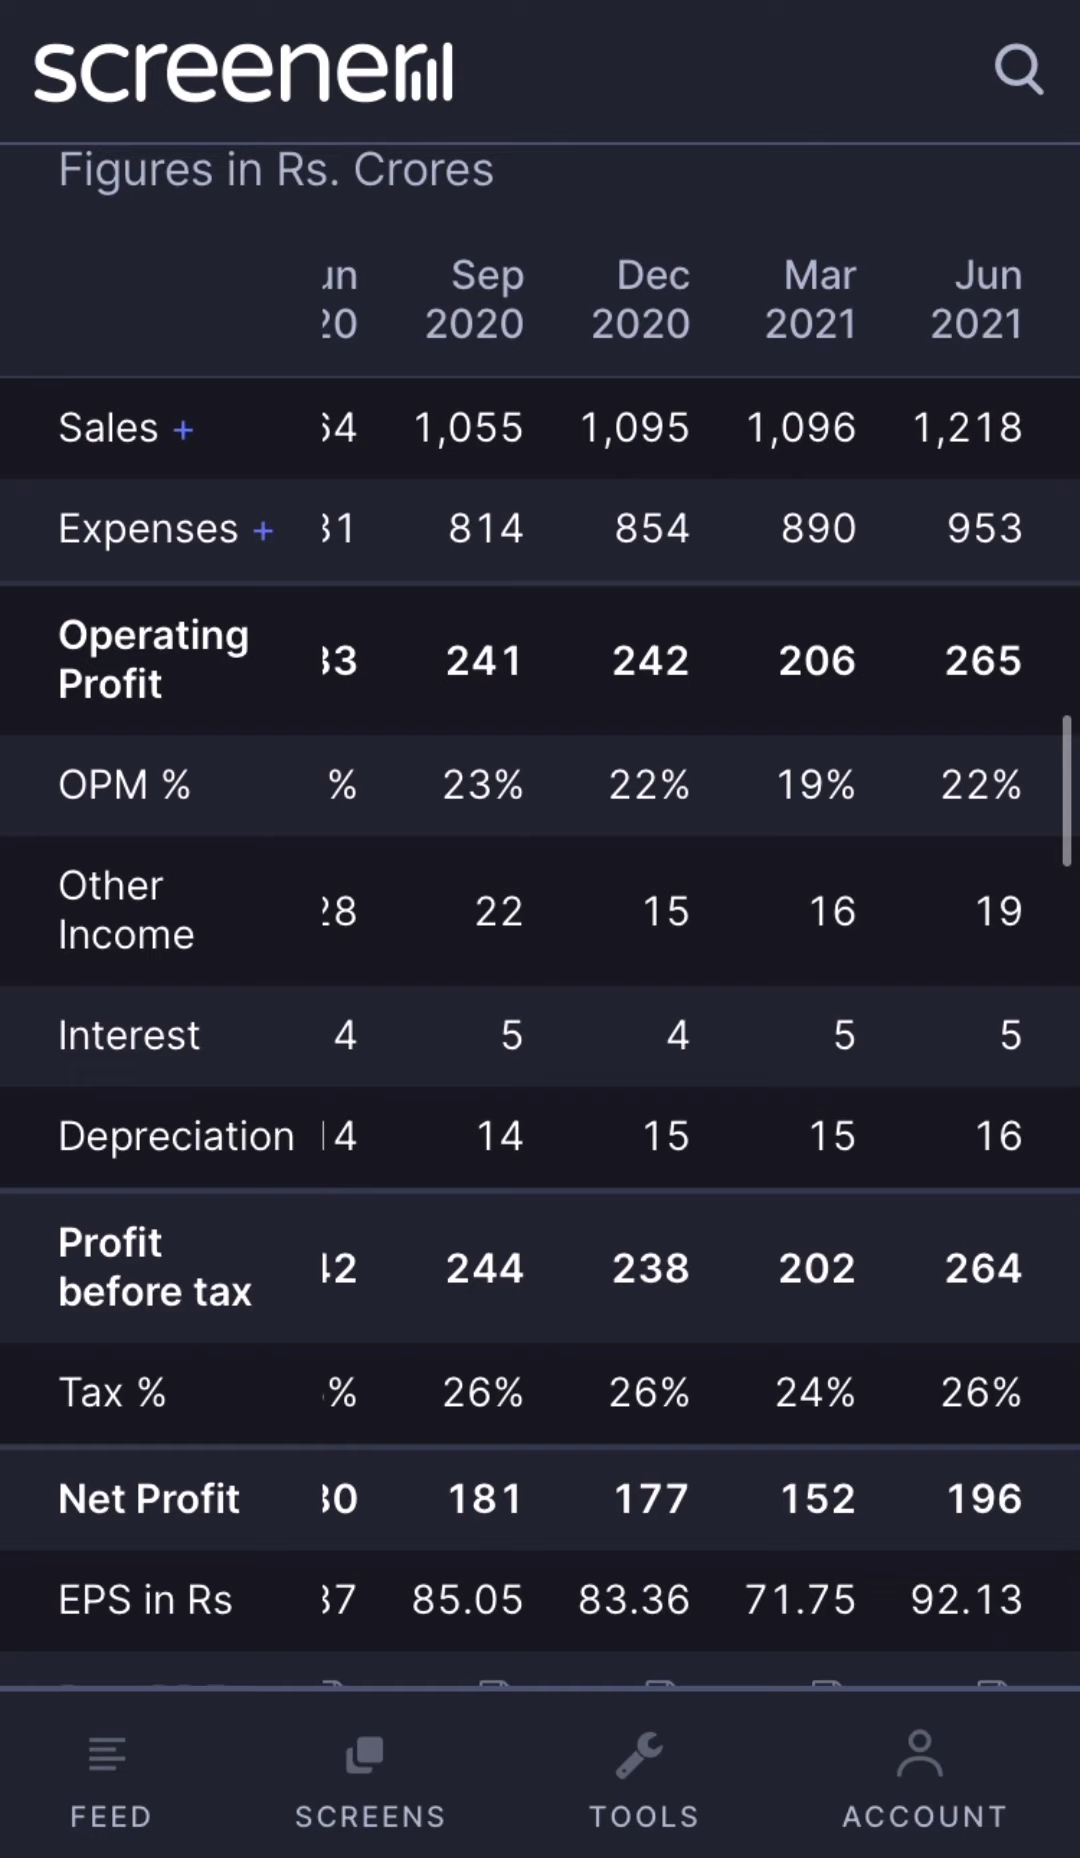 screener
Figures in Rs. Crores
Sep Dec Mar Jun
2020 2020 2021 2021
Sales + 1,055 1,095 1,096 1,218
Expenses + 814 854 890 953
Operating
Profit 241 242 206 265
OPM % % 23% 22% 19% 22%
Other
Income 22 15 16 19
Interest 4 5 4 5 5
Depreciation 14 15 15 16
Profit
before tax 244 238 202 264
Tax % % 26% 26% 24% 26%
Net Profit 181 177 152 196
EPS in Rs 85.05 83.36 71.75 92.13
FEED SCREENS TOOLS ACCOUNT